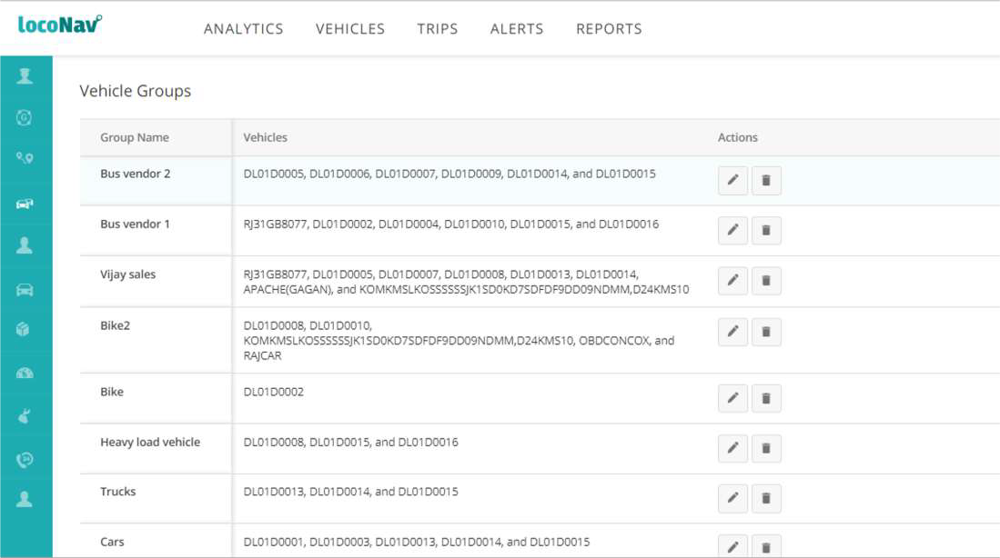 locoNav
ANALYTICS VEHICLES TRIPS ALERTS REPORTS
Vehicle Groups
Group Name Vehicles Actions
Bus vendor 2 DL01D0005, DL01D0006, DL01D0007, DL01D0009, DL01D0014, and DL01D0015
Bus vendor 1 RJ31GB8077, DL01D0002, DL01D0004, DL01D0010, DL01D0015, and DL01D0016
Vijay sales RJ31GB8077, DL01D0005, DL01D0007, DL01D0008, DL01D0013, DL01D0014,
APACHE(GAGAN), and KOMKMSLKOSSSSSSJK1SD0KD7SDFDF9DD09NDMM,D24KMS10
Bike2 DL01D0008, DL01D0010,
KOMKMSLKOSSSSSSJK1SD0KD7SDFDF9DD09NDMM,D24KMS10, OBDCONCOX, and
RAJCAR
Bike DL01D0002
Heavy load vehicle DL01D0008, DL01D0015, and DL01D0016
Trucks DL01D0013, DL01D0014, and DL01D0015
Cars DL01D0001, DL01D0003, DL01D0013, DL01D0014, and DL01D0015